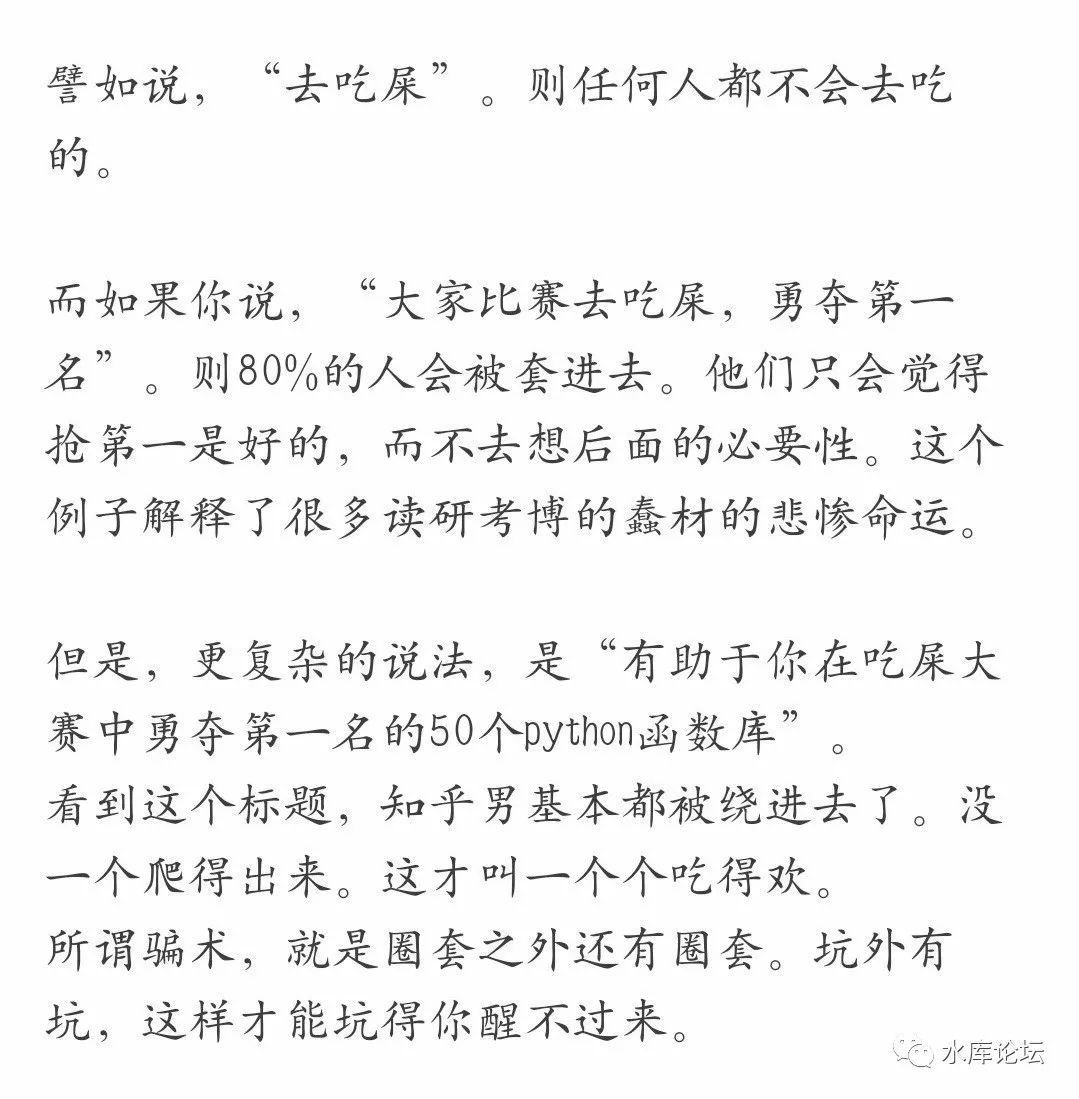 譬如说，“去吃屎”。则任何人都不会去吃
的。
而如果你说，“大家比赛去吃屎，勇夺第一
名”。则80%的人会被套进去。他们只会觉得
抢第一是好的，而不去想后面的必要性。这个
例子解释了很多读研考博的蠢材的悲惨命运。
但是，更复杂的说法，是“有助于你在吃屎大
赛中勇夺第一名的50个python函数库”。
看到这个标题，知乎男基本都被绕进去了。没
一个爬得出来。这才叫一个个吃得欢。
所谓骗术，就是圈套之外还有圈套。坑外有
坑，这样才能坑得你醒不过来。
水库论坛